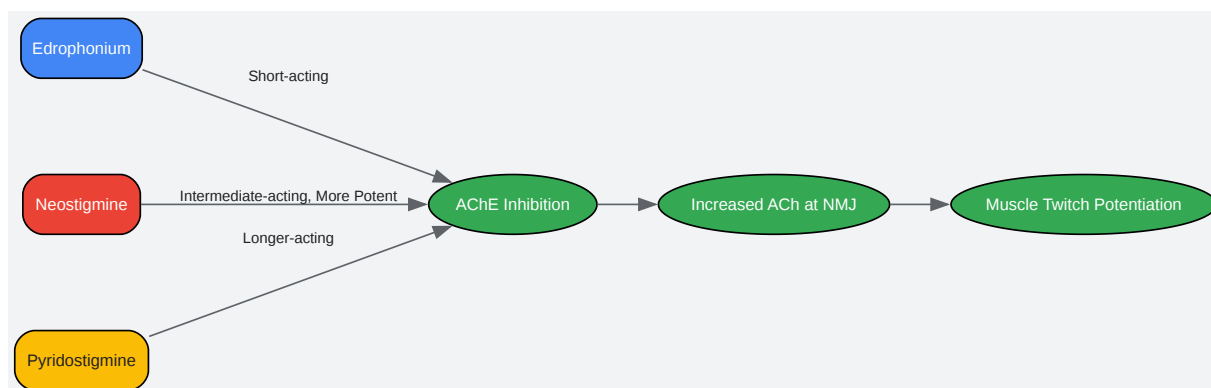 Edrophonium
Short-acting
Neostigmine
Intermediate-acting, More Potent
AChE Inhibition
Increased ACh at NMJ
Muscle Twitch Potentiation
Longer-acting
Pyridostigmine